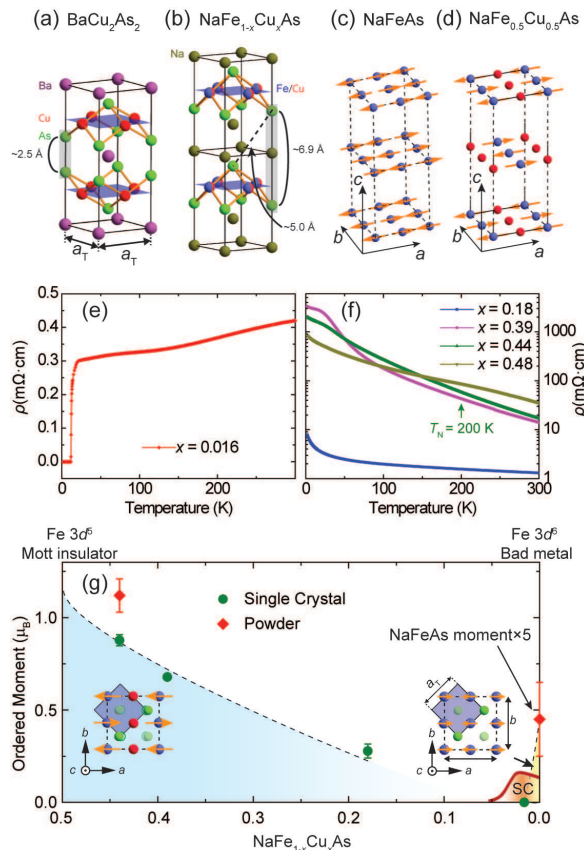 (a) BaCu₂As₂
(b) NaFe₁₋ₓCuₓAs
(c) NaFeAs
(d) NaFe₀.₅Cu₀.₅As
Ba
Cu
As
~2.5 Å
a_T
a_T
Na
Fe/Cu
~6.9 Å
~5.0 Å
c
b
a
c
b
a
(e)
ρ(mΩ·cm)
0.5
0.4
0.3
0.2
0.1
0.0
x = 0.016
0 100 200
Temperature (K)
(f)
x = 0.18
x = 0.39
x = 0.44
x = 0.48
T_N = 200 K
1000
100
10
1
ρ(mΩ·cm)
0 100 200 300
Temperature (K)
Fe 3d⁵
Mott insulator
Fe 3d⁶
Bad metal
(g)
Single Crystal
Powder
NaFeAs moment×5
Ordered Moment (μ_B)
1.0
0.5
0.0
b
c
a
a_T
b
b
c
a
SC
0.5 0.4 0.3 0.2 0.1 0.0
NaFe₁₋ₓCuₓAs